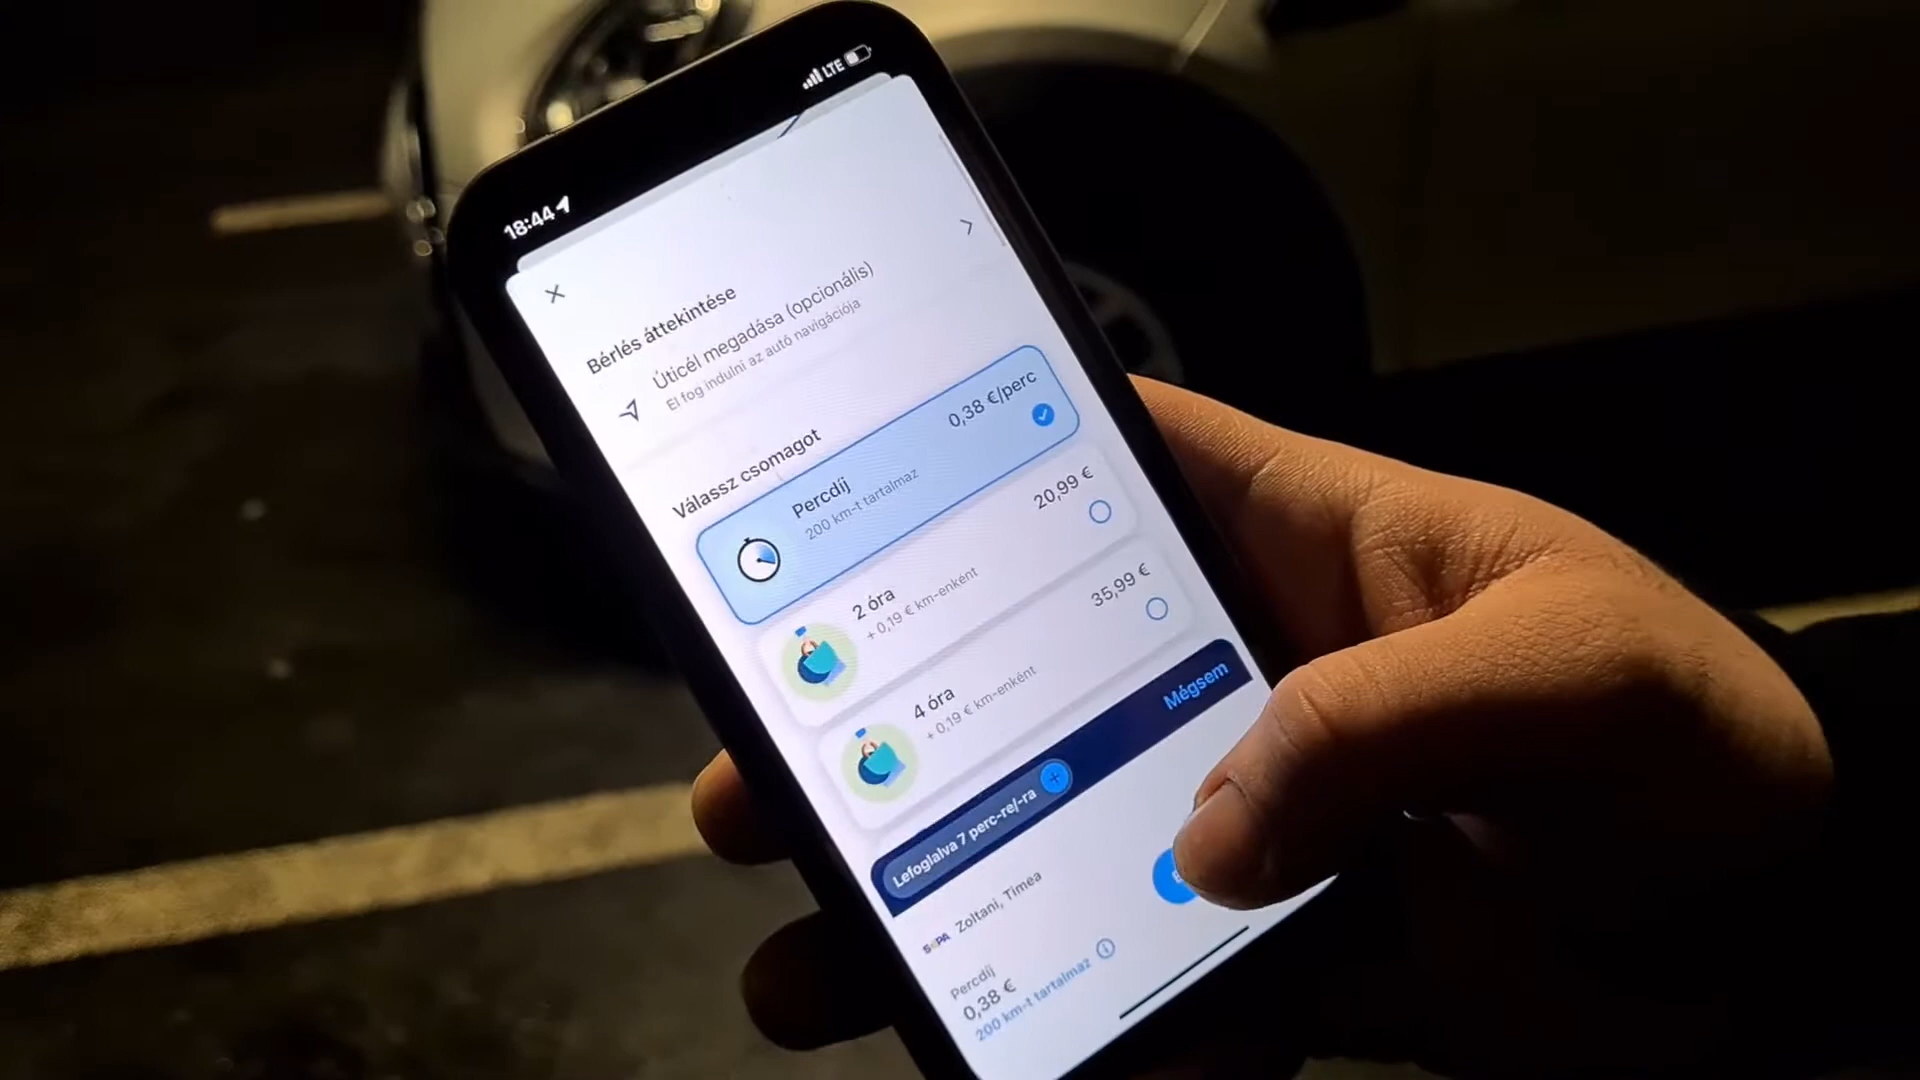 18:44
LTE
Bérlés áttekintése
Úticél megadása (opcionális)
El fog indulni az autó navigációja
Válassz csomagot
Percdíj
0,38 €/perc
200 km-t tartalmaz
2 óra
20,99 €
+ 0,19 € km-enként
4 óra
35,99 €
+ 0,19 € km-enként
Lefoglalva 7 perc-re/-ra
Mégsem
SEPA Zoltani, Tímea
Percdíj
0,38 €
200 km-t tartalmaz